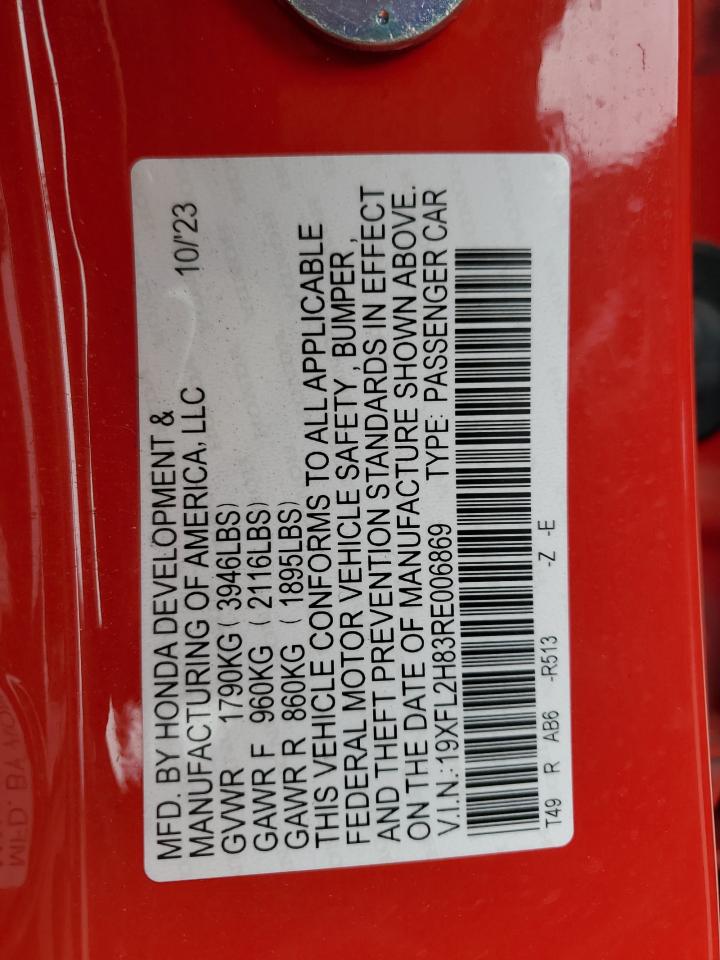 MFD. BY HONDA DEVELOPMENT &
MANUFACTURING OF AMERICA, LLC 10/'23
GVWR 1790KG ( 3946LBS)
GAWR F 960KG ( 2116LBS)
GAWR R 860KG ( 1895LBS)
THIS VEHICLE CONFORMS TO ALL APPLICABLE
FEDERAL MOTOR VEHICLE SAFETY , BUMPER ,
AND THEFT PREVENTION STANDARDS IN EFFECT
ON THE DATE OF MANUFACTURE SHOWN ABOVE.
V.I.N.:19XFL2H83RE006869 TYPE: PASSENGER CAR
T49 R AB6 -R513 -Z -E